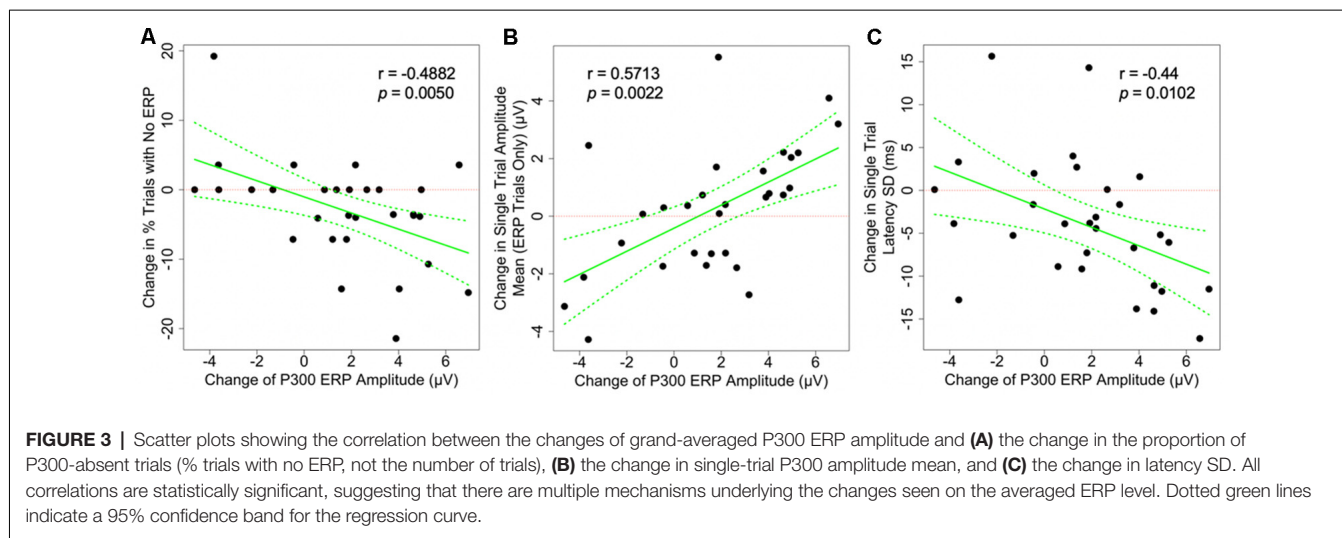 A
20
10
0
-10
-20
Change in % Trials with No ERP
r = -0.4882
p = 0.0050
-4 -2 0 2 4 6
Change of P300 ERP Amplitude (µV)
B
4
2
0
-2
-4
Change in Single Trial Amplitude
Mean (ERP Trials Only) (µV)
r = 0.5713
p = 0.0022
-4 -2 0 2 4 6
Change of P300 ERP Amplitude (µV)
C
15
10
5
0
-5
-10
-15
Change in Single Trial
Latency SD (ms)
r = -0.44
p = 0.0102
-4 -2 0 2 4 6
Change of P300 ERP Amplitude (µV)
FIGURE 3 | Scatter plots showing the correlation between the changes of grand-averaged P300 ERP amplitude and (A) the change in the proportion of
P300-absent trials (% trials with no ERP, not the number of trials), (B) the change in single-trial P300 amplitude mean, and (C) the change in latency SD. All
correlations are statistically significant, suggesting that there are multiple mechanisms underlying the changes seen on the averaged ERP level. Dotted green lines
indicate a 95% confidence band for the regression curve.